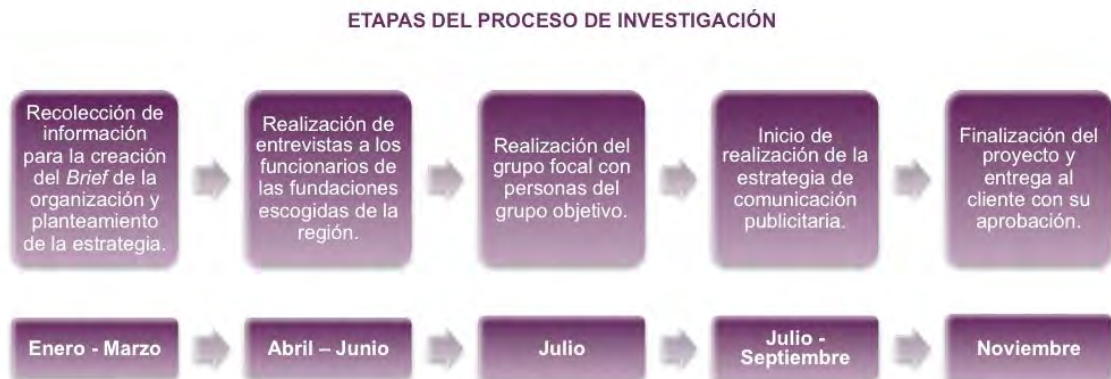 ETAPAS DEL PROCESO DE INVESTIGACIÓN
Recolección de
información
para la creación
del Brief de la
organización y
planteamiento
de la estrategia.
Realización de
entrevistas a los
funcionarios de
las fundaciones
escogidas de la
región.
Realización del
grupo focal con
personas del
grupo objetivo.
Inicio de
realización de la
estrategia de
comunicación
publicitaria.
Finalización del
proyecto y
entrega al
cliente con su
aprobación.
Enero - Marzo
Abril – Junio
Julio
Julio -
Septiembre
Noviembre